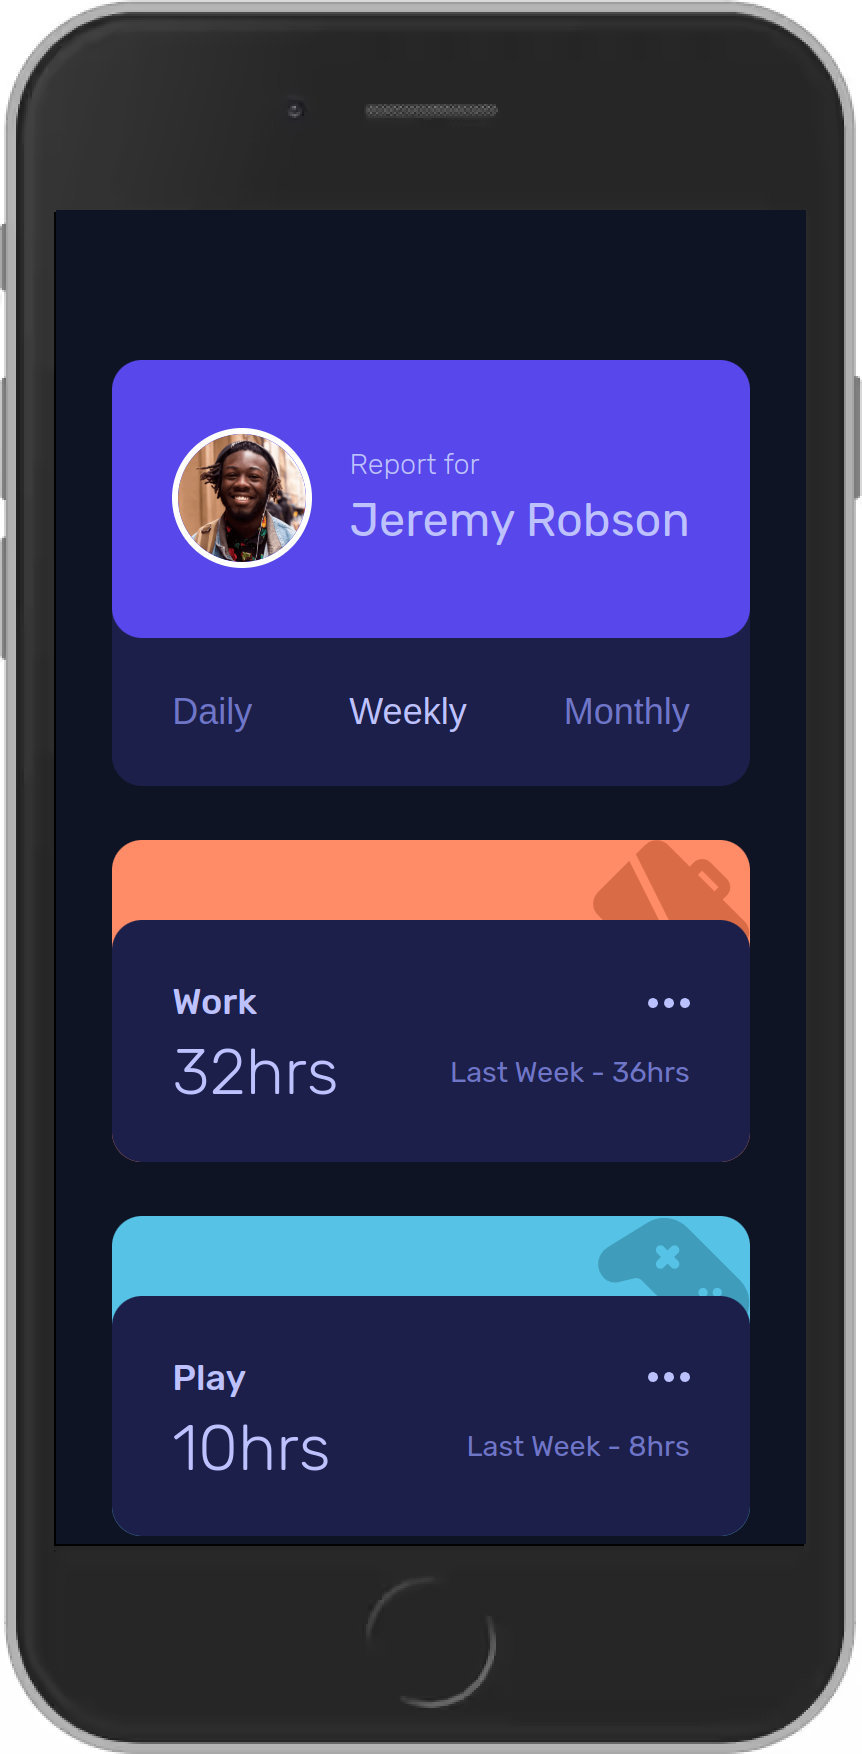 Report for
Jeremy Robson
Daily Weekly Monthly
Work
32hrs Last Week - 36hrs
Play
10hrs Last Week - 8hrs